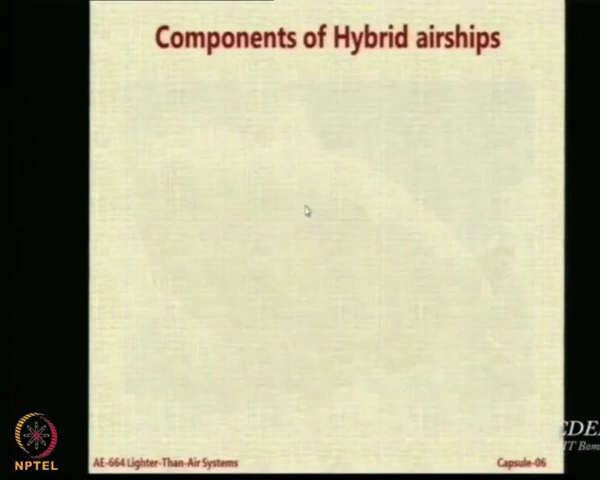 Components of Hybrid airships
CDE
IT Bom
NPTEL
AE-664 Lighter-Than-Air Systems
Capsule-06